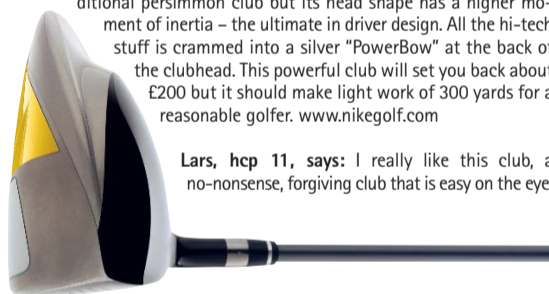 ditional persimmon club but its head shape has a higher mo-
ment of inertia – the ultimate in driver design. All the hi-tech
stuff is crammed into a silver "PowerBow" at the back of
the clubhead. This powerful club will set you back about
£200 but it should make light work of 300 yards for a
reasonable golfer. www.nikegolf.com
Lars, hcp 11, says: I really like this club, a
no-nonsense, forgiving club that is easy on the eye